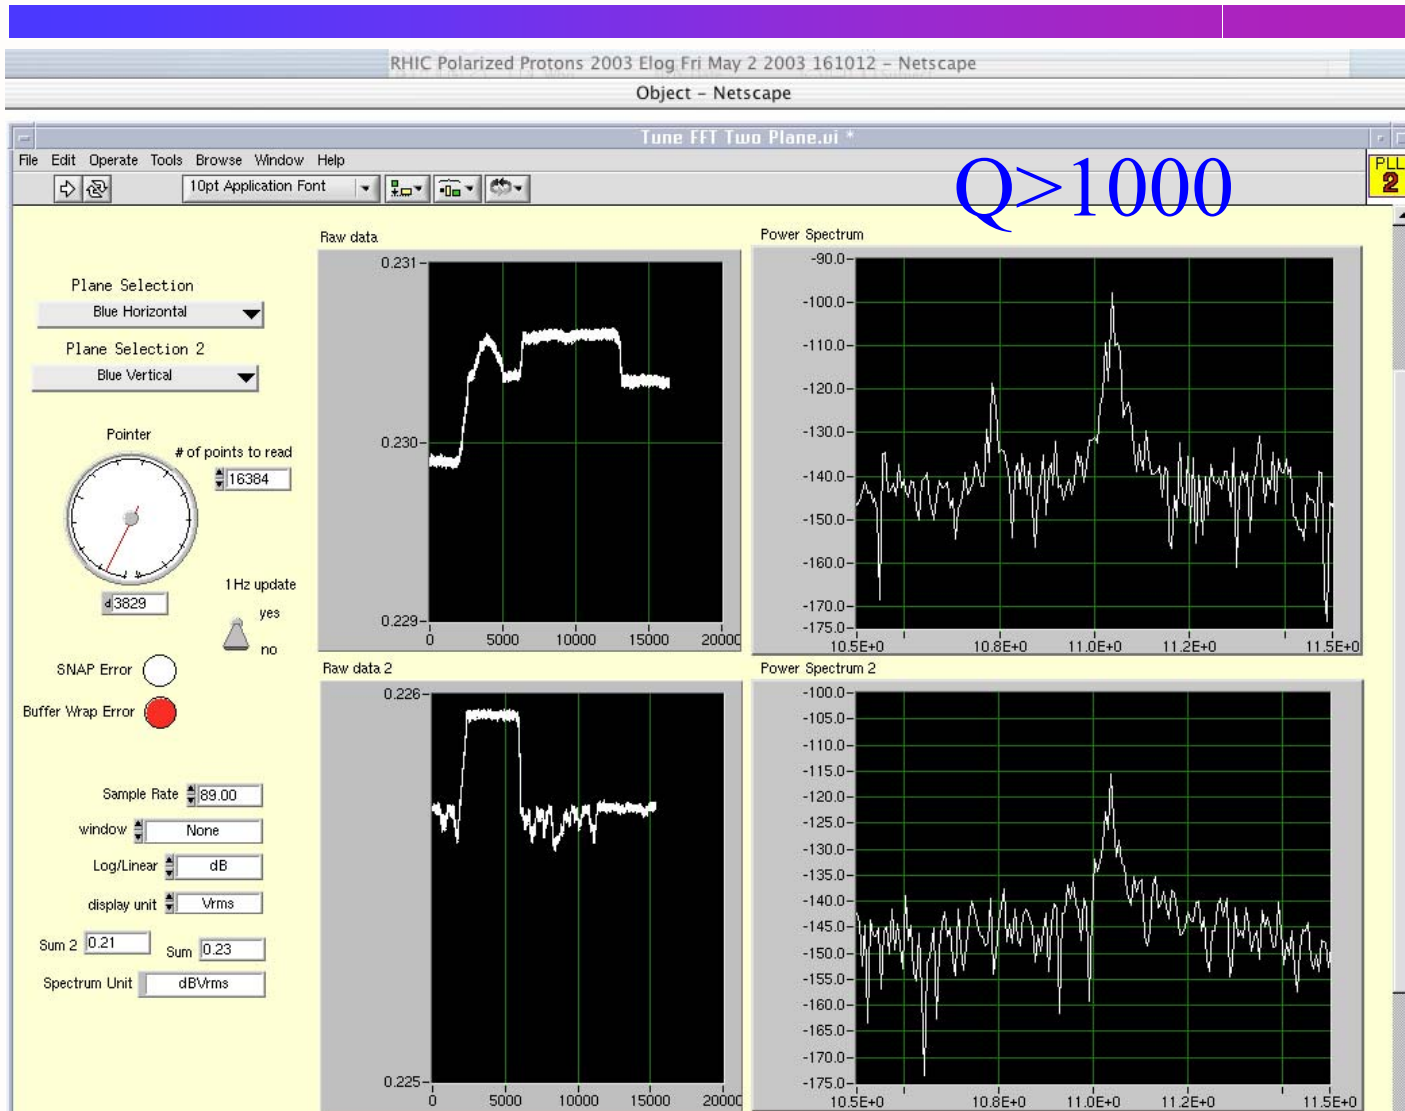 RHIC Polarized Protons 2003 Elog Fri May 2 2003 161012 – Netscape
Object – Netscape
Tune FFT Two Plane.vi *
File Edit Operate Tools Browse Window Help
10pt Application Font
Q>1000
PLL
2
Plane Selection
Blue Horizontal
Plane Selection 2
Blue Vertical
Pointer
# of points to read
16384
d 3829
1Hz update
yes
no
SNAP Error
Buffer Wrap Error
Sample Rate 89.00
window None
Log/Linear dB
display unit Vrms
Sum 2 0.21
Sum 0.23
Spectrum Unit dBVrms
Raw data
0.231
0.230
0.229
0 5000 10000 15000 20000
Power Spectrum
-90.0
-100.0
-110.0
-120.0
-130.0
-140.0
-150.0
-160.0
-170.0
-175.0
10.5E+0 10.8E+0 11.0E+0 11.2E+0 11.5E+0
Raw data 2
0.226
0.225
0 5000 10000 15000 20000
Power Spectrum 2
-100.0
-105.0
-110.0
-115.0
-120.0
-125.0
-130.0
-135.0
-140.0
-145.0
-150.0
-155.0
-160.0
-165.0
-170.0
-175.0
10.5E+0 10.8E+0 11.0E+0 11.2E+0 11.5E+0